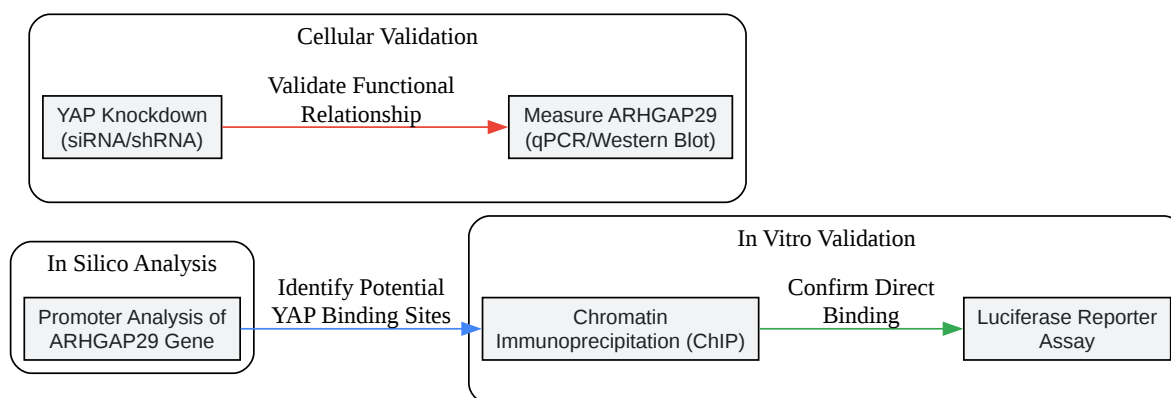 Cellular Validation
YAP Knockdown
(siRNA/shRNA)
Validate Functional
Relationship
Measure ARHGAP29
(qPCR/Western Blot)
In Silico Analysis
Promoter Analysis of
ARHGAP29 Gene
Identify Potential
YAP Binding Sites
In Vitro Validation
Chromatin
Immunoprecipitation (ChIP)
Confirm Direct
Binding
Luciferase Reporter
Assay